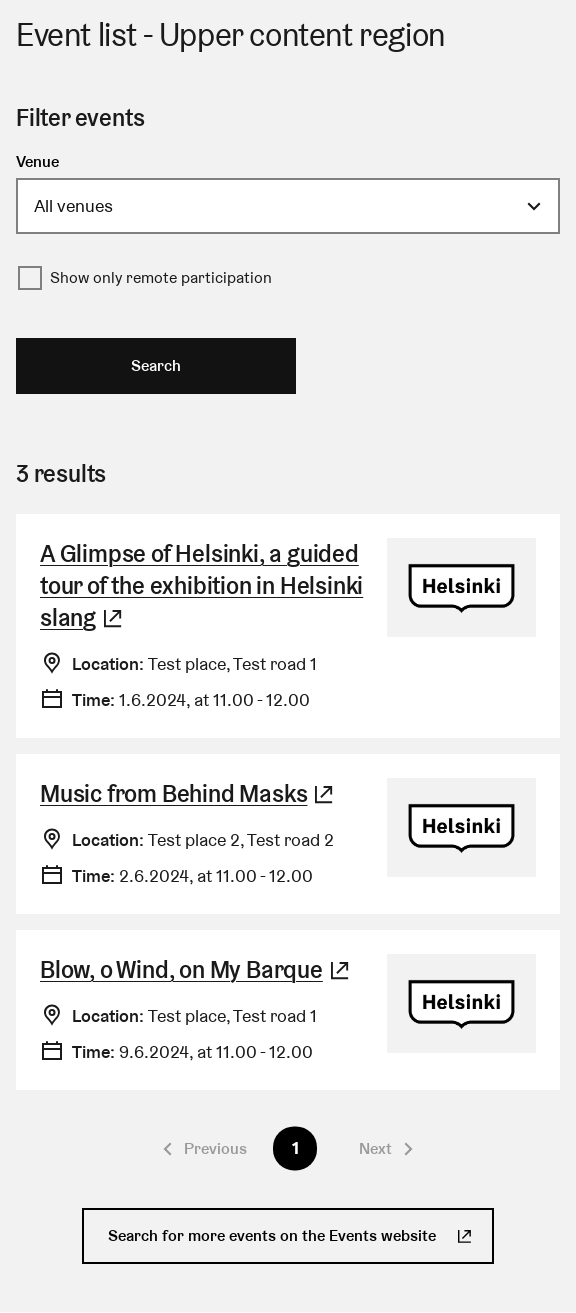 Event list - Upper content region
Filter events
Venue
All venues
Show only remote participation
Search
3 results
A Glimpse of Helsinki, a guided
tour of the exhibition in Helsinki
slang
Helsinki
Location: Test place, Test road 1
Time: 1.6.2024, at 11.00 - 12.00
Music from Behind Masks
Helsinki
Location: Test place 2, Test road 2
Time: 2.6.2024, at 11.00 - 12.00
Blow, o Wind, on My Barque
Helsinki
Location: Test place, Test road 1
Time: 9.6.2024, at 11.00 - 12.00
Previous 1 Next
Search for more events on the Events website